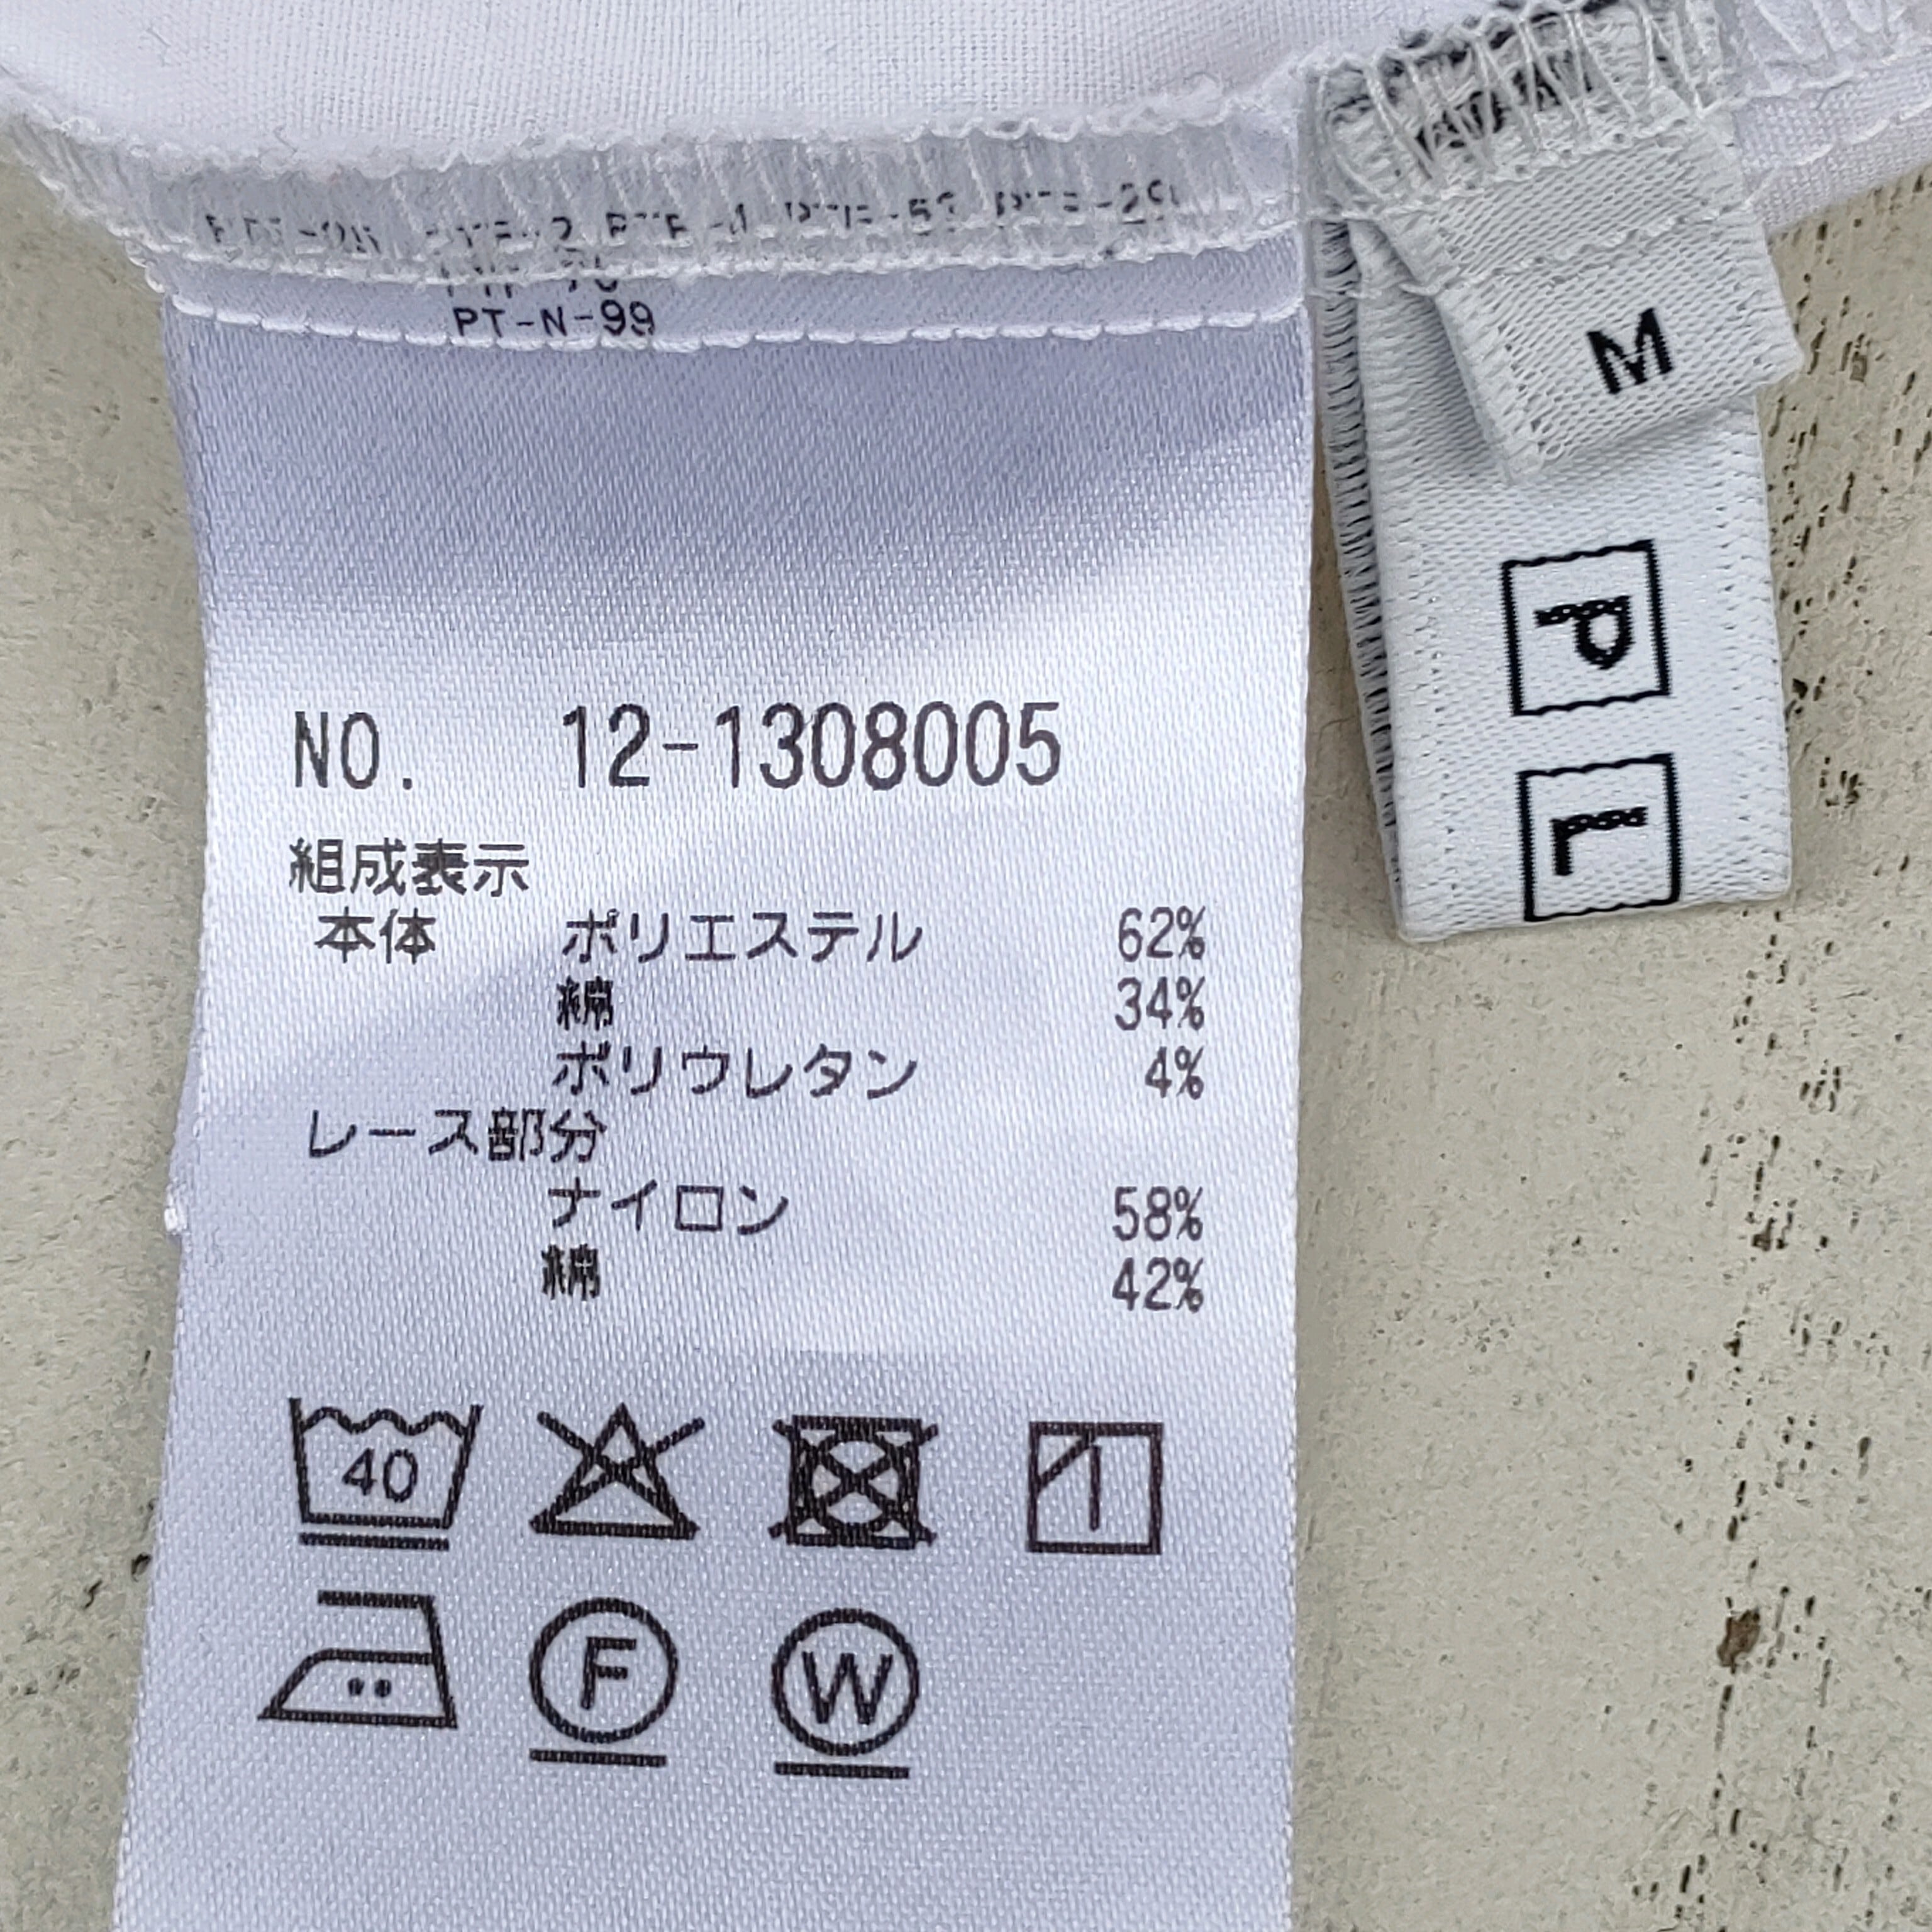 PT-N-99
NO. 12-1308005
組成表示
本体 ポリエステル 62%
綿 34%
ポリウレタン 4%
レース部分
ナイロン 58%
綿 42%
40
F
W
M
P
L